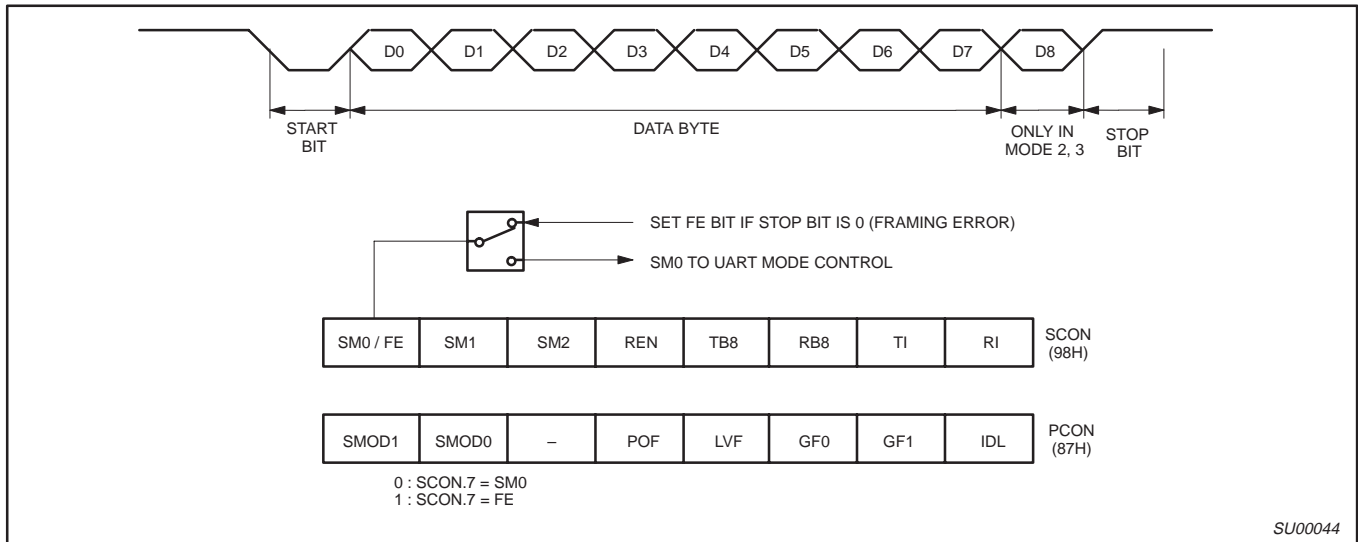 D0 D1 D2 D3 D4 D5 D6 D7 D8
START
BIT
DATA BYTE
ONLY IN
MODE 2, 3
STOP
BIT
SET FE BIT IF STOP BIT IS 0 (FRAMING ERROR)
SM0 TO UART MODE CONTROL
SM0 / FE SM1 SM2 REN TB8 RB8 TI RI
SCON
(98H)
SMOD1 SMOD0 – POF LVF GF0 GF1 IDL
PCON
(87H)
0 : SCON.7 = SM0
1 : SCON.7 = FE
SU00044